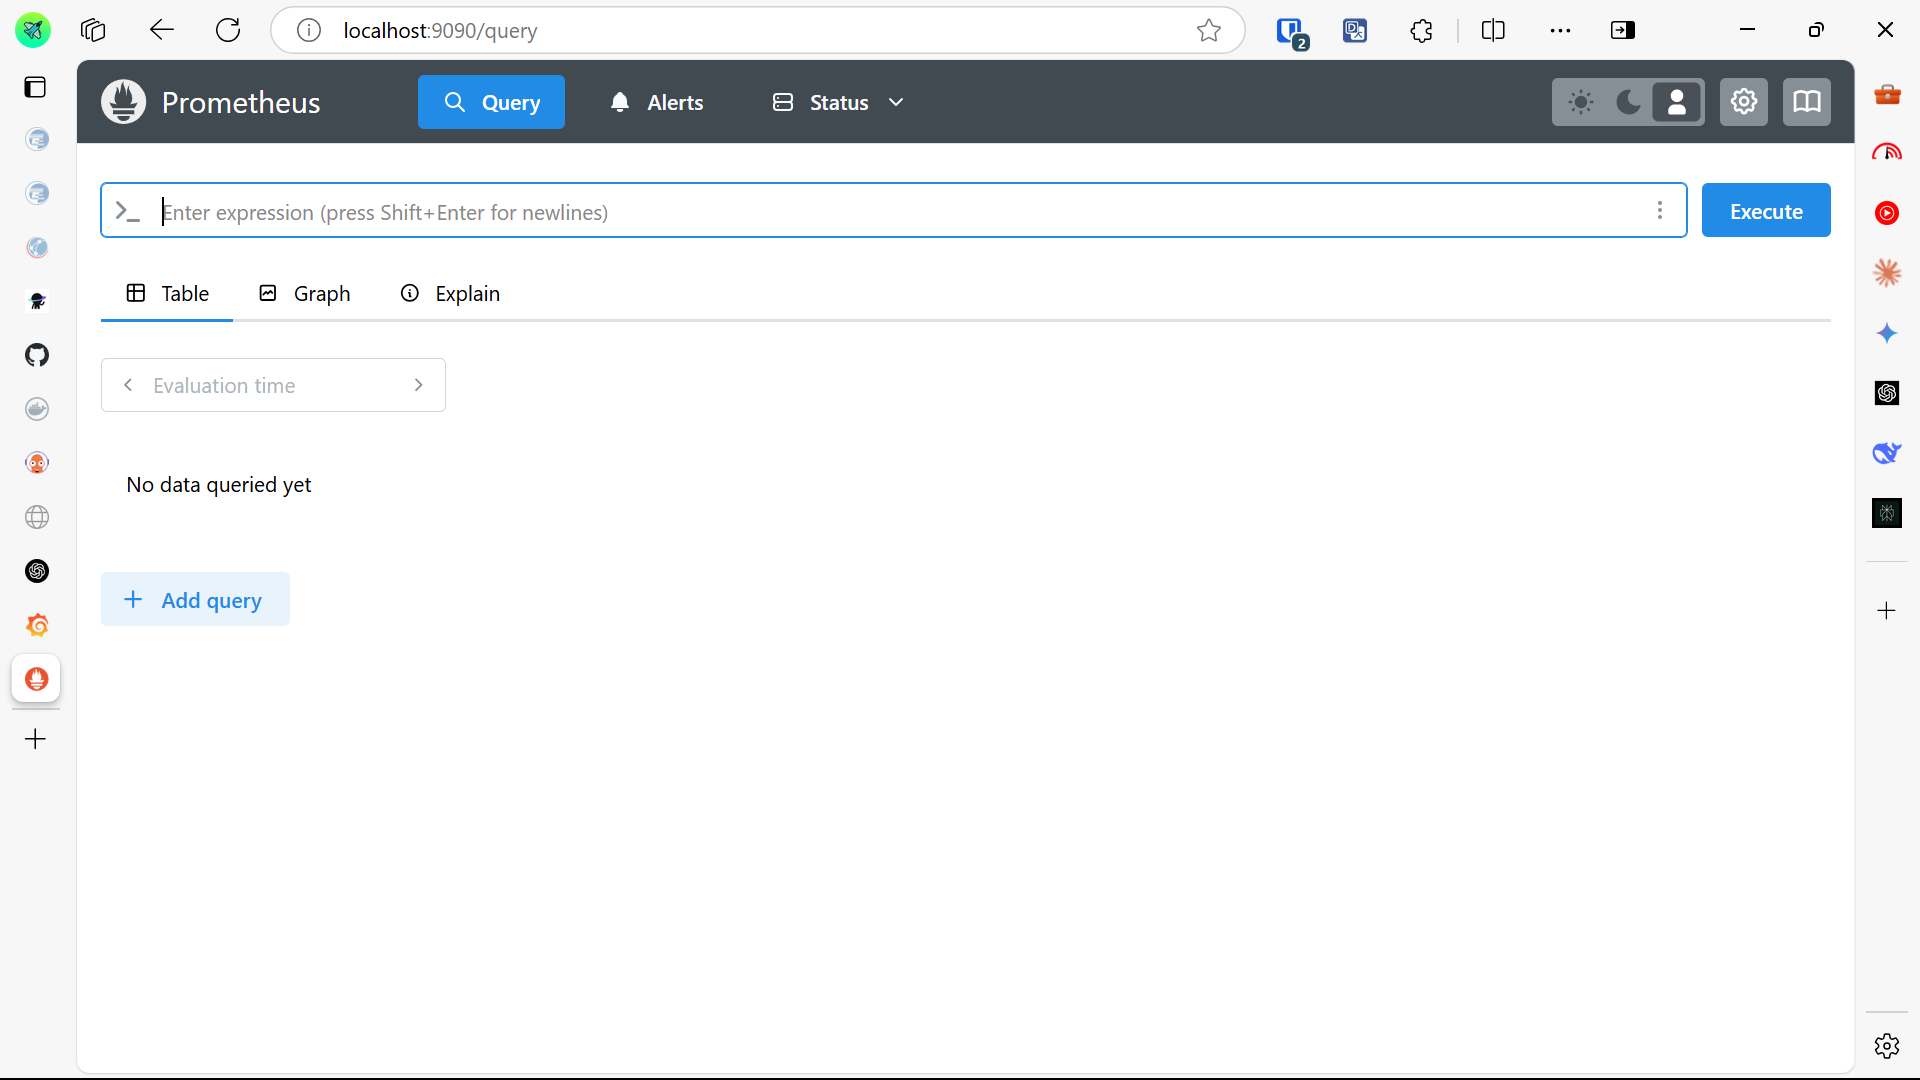 localhost:9090/query
2
Prometheus
Query
Alerts
Status
Enter expression (press Shift+Enter for newlines)
Execute
Table
Graph
Explain
Evaluation time
No data queried yet
Add query